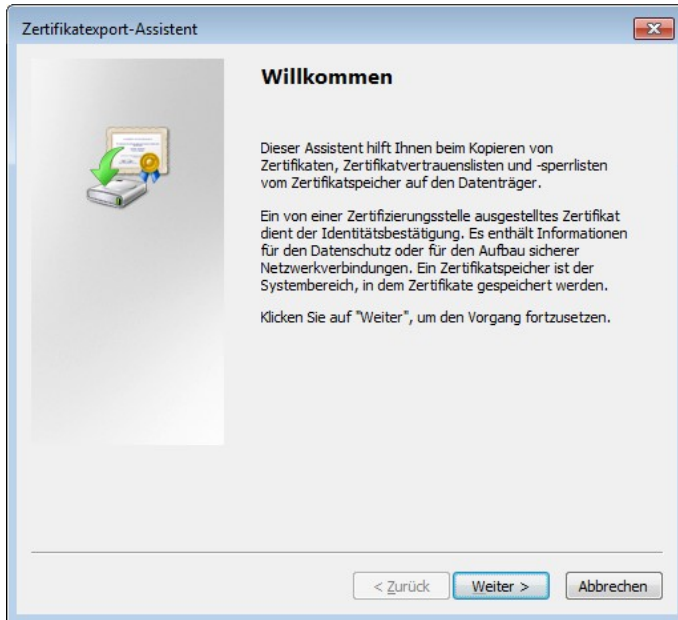 Zertifikatexport-Assistent
Willkommen
Dieser Assistent hilft Ihnen beim Kopieren von
Zertifikaten, Zertifikatvertrauenslisten und -sperrlisten
vom Zertifikatspeicher auf den Datenträger.
Ein von einer Zertifizierungsstelle ausgestelltes Zertifikat
dient der Identitätsbestätigung. Es enthält Informationen
für den Datenschutz oder für den Aufbau sicherer
Netzwerkverbindungen. Ein Zertifikatspeicher ist der
Systembereich, in dem Zertifikate gespeichert werden.
Klicken Sie auf "Weiter", um den Vorgang fortzusetzen.
< Zurück Weiter > Abbrechen